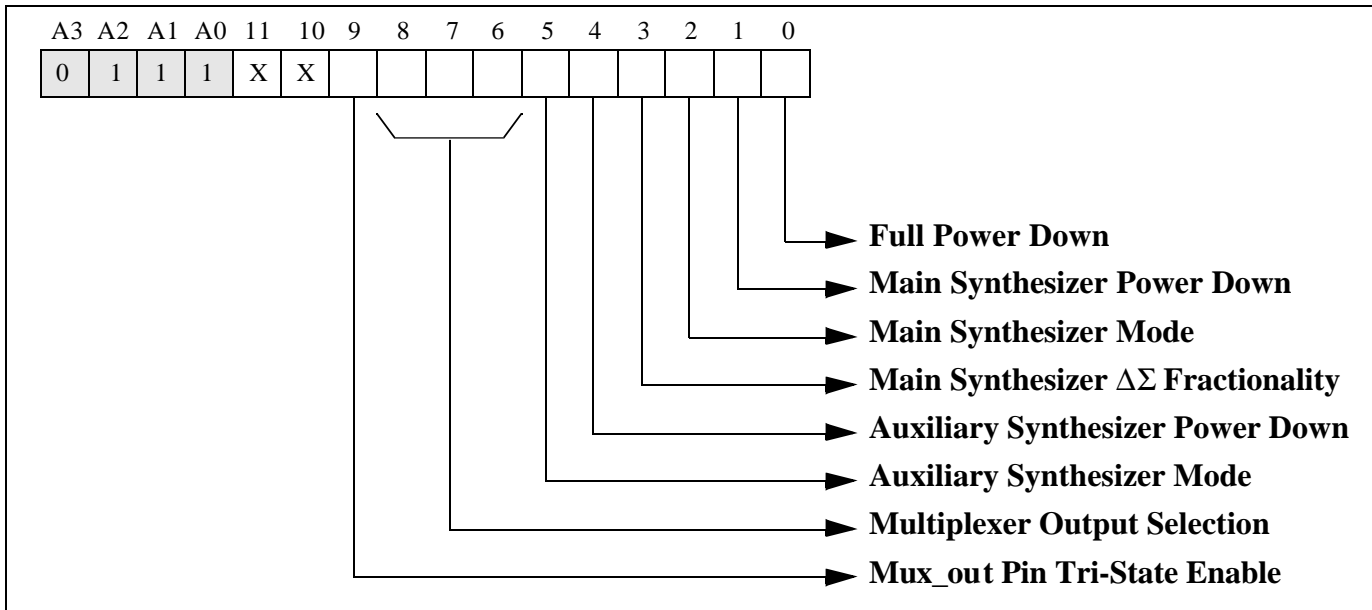 A3 A2 A1 A0 11 10 9 8 7 6 5 4 3 2 1 0
0 1 1 1 X X
Full Power Down
Main Synthesizer Power Down
Main Synthesizer Mode
Main Synthesizer ΔΣ Fractionality
Auxiliary Synthesizer Power Down
Auxiliary Synthesizer Mode
Multiplexer Output Selection
Mux_out Pin Tri-State Enable